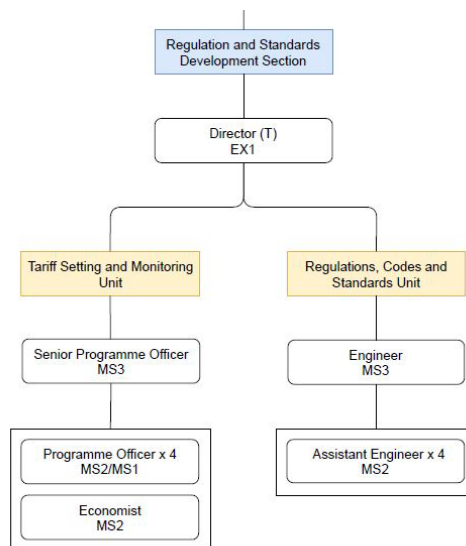 Regulation and Standards
Development Section
Director (T)
EX1
Tariff Setting and Monitoring
Unit
Regulations, Codes and
Standards Unit
Senior Programme Officer
MS3
Engineer
MS3
Programme Officer x 4
MS2/MS1
Economist
MS2
Assistant Engineer x 4
MS2